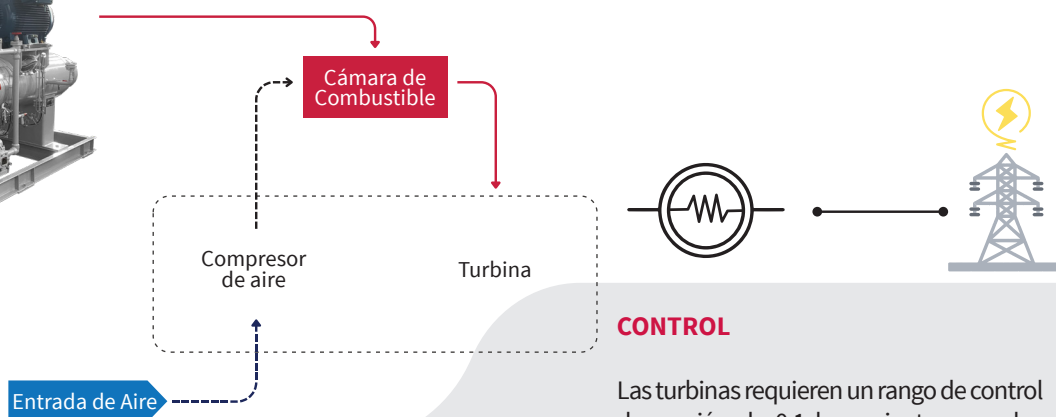 Cámara de
Combustible
Compresor
de aire
Turbina
Entrada de Aire
CONTROL
Las turbinas requieren un rango de control